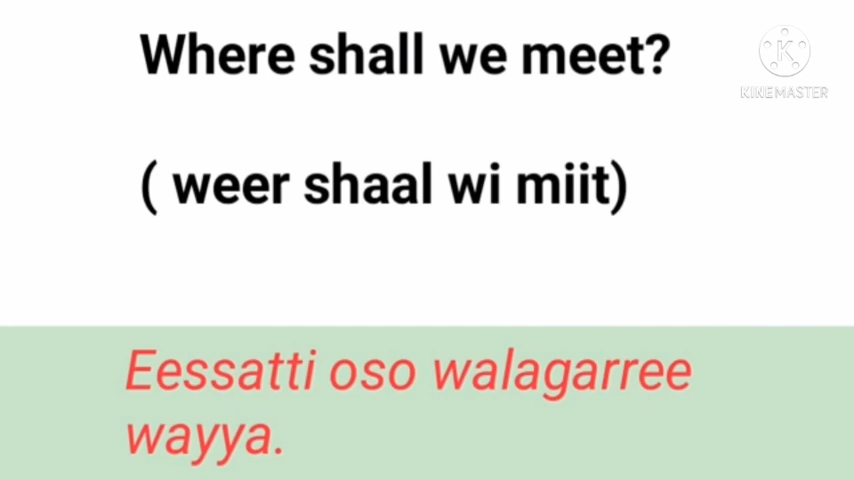 Where shall we meet?
K
KINEMASTER
( weer shaal wi miit)
Eessatti oso walagarree
wayya.